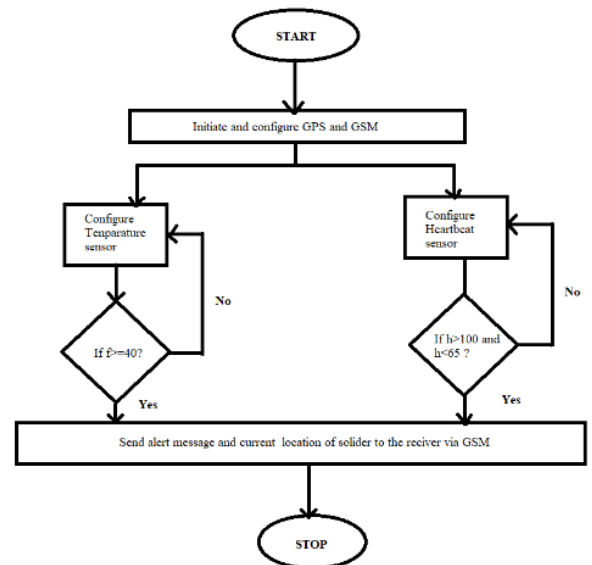 START
Initiate and configure GPS and GSM
Configure
Tenparature
sensor
Configure
Heartbeat
sensor
No
No
If f>=40?
If h>100 and
h<65 ?
Yes
Yes
Send alert message and current location of solider to the reciver via GSM
STOP